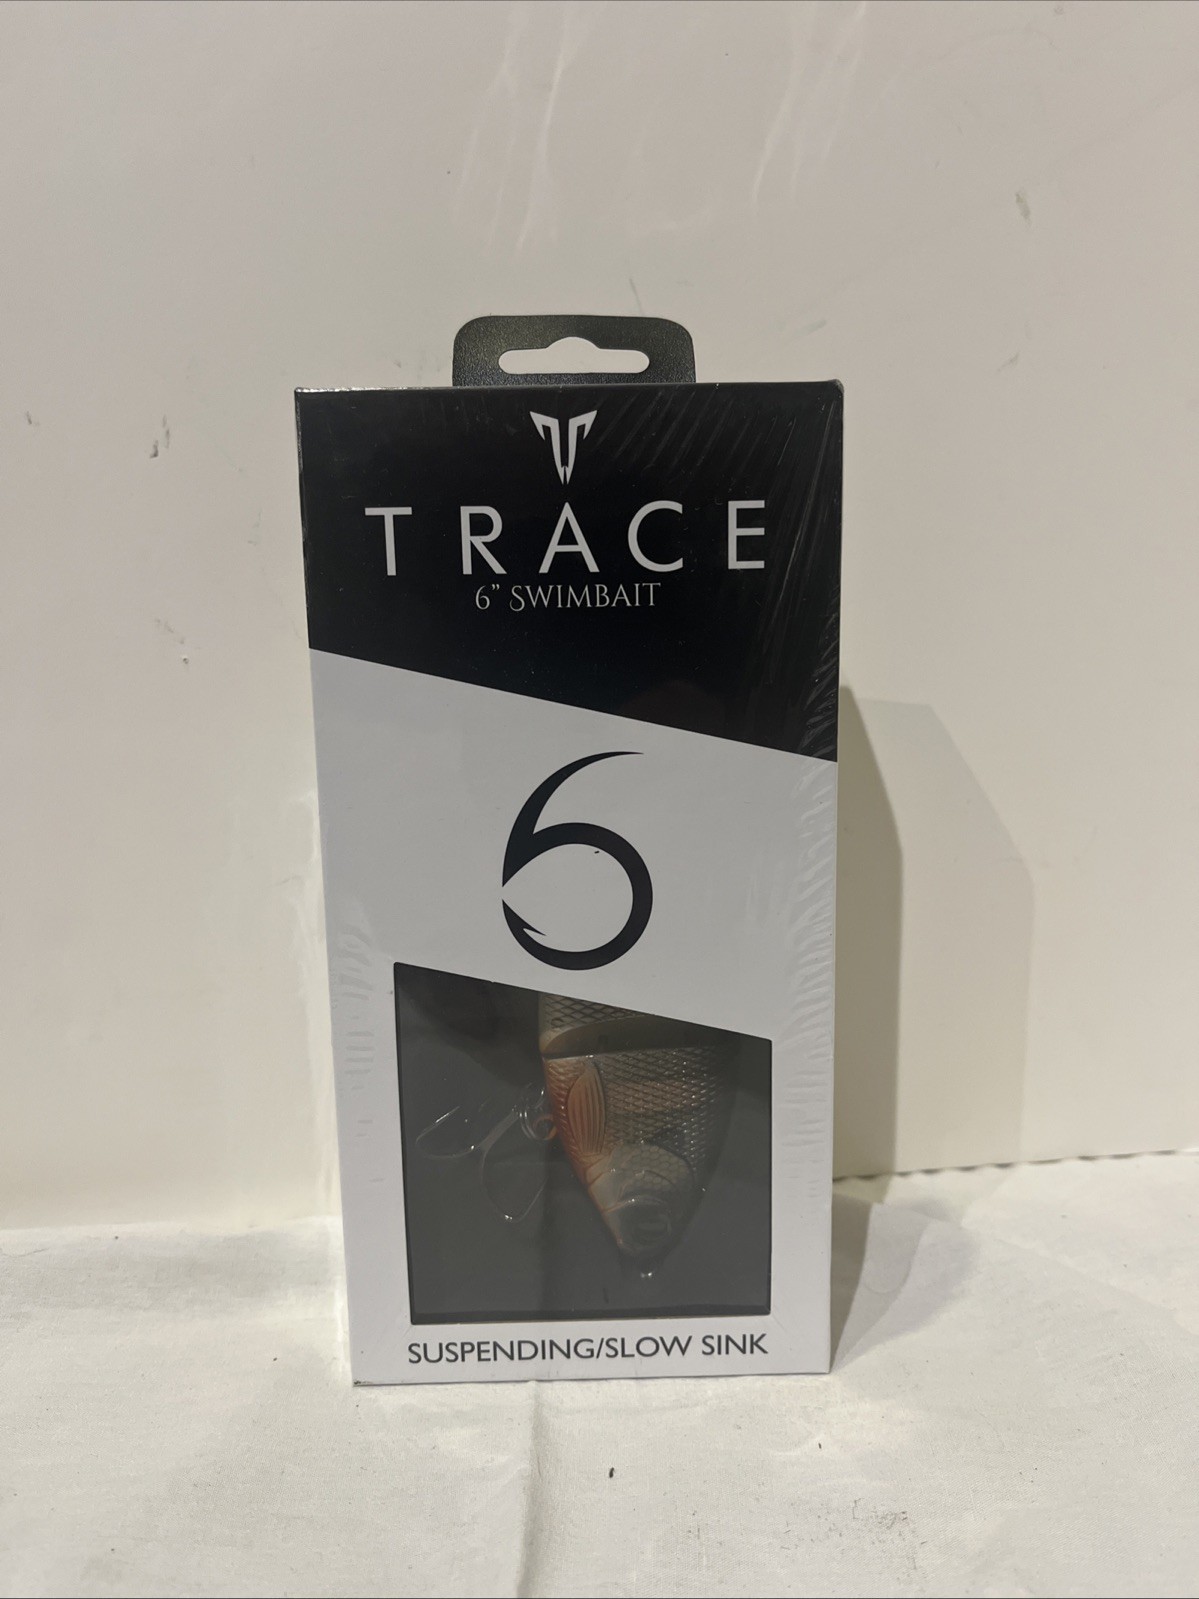 TRACE
6" SWIMBAIT
6
SUSPENDING/SLOW SINK